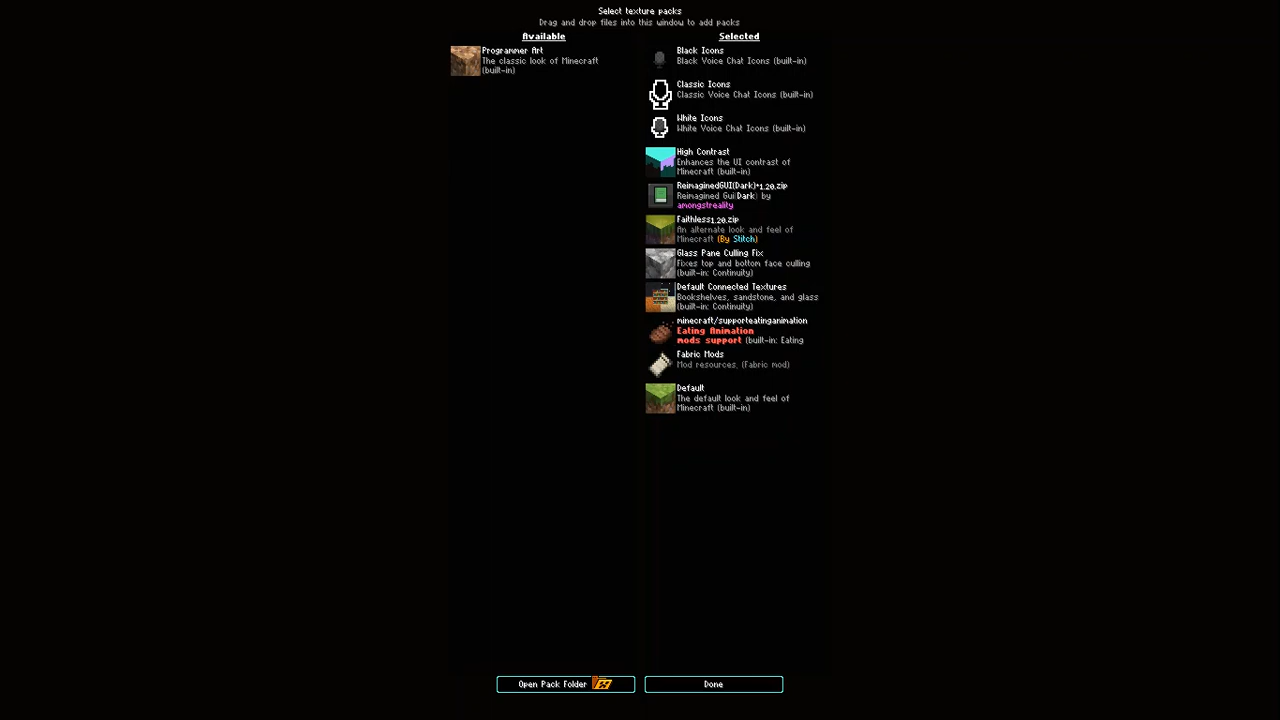 Select texture packs
Drag and drop files into this window to add packs
Available
Programmer Art
The classic look of Minecraft
(built-in)
Selected
Black Icons
Black Voice Chat Icons (built-in)
Classic Icons
Classic Voice Chat Icons (built-in)
White Icons
White Voice Chat Icons (built-in)
High Contrast
Enhances the UI contrast of
Minecraft (built-in)
ReimaginedGUI(Dark)+1.20.zip
Reimagined Gui(Dark) by
amongstreality
Faithless1.20.zip
An alternate look and feel of
Minecraft (By Stitch)
Glass Pane Culling Fix
Fixes top and bottom face culling
(built-in: Continuity)
Default Connected Textures
Bookshelves, sandstone, and glass
(built-in: Continuity)
minecraft/supporteatinganimation
Eating Animation
mods support (built-in: Eating
Fabric Mods
Mod resources. (Fabric mod)
Default
The default look and feel of
Minecraft (built-in)
Open Pack Folder
Done